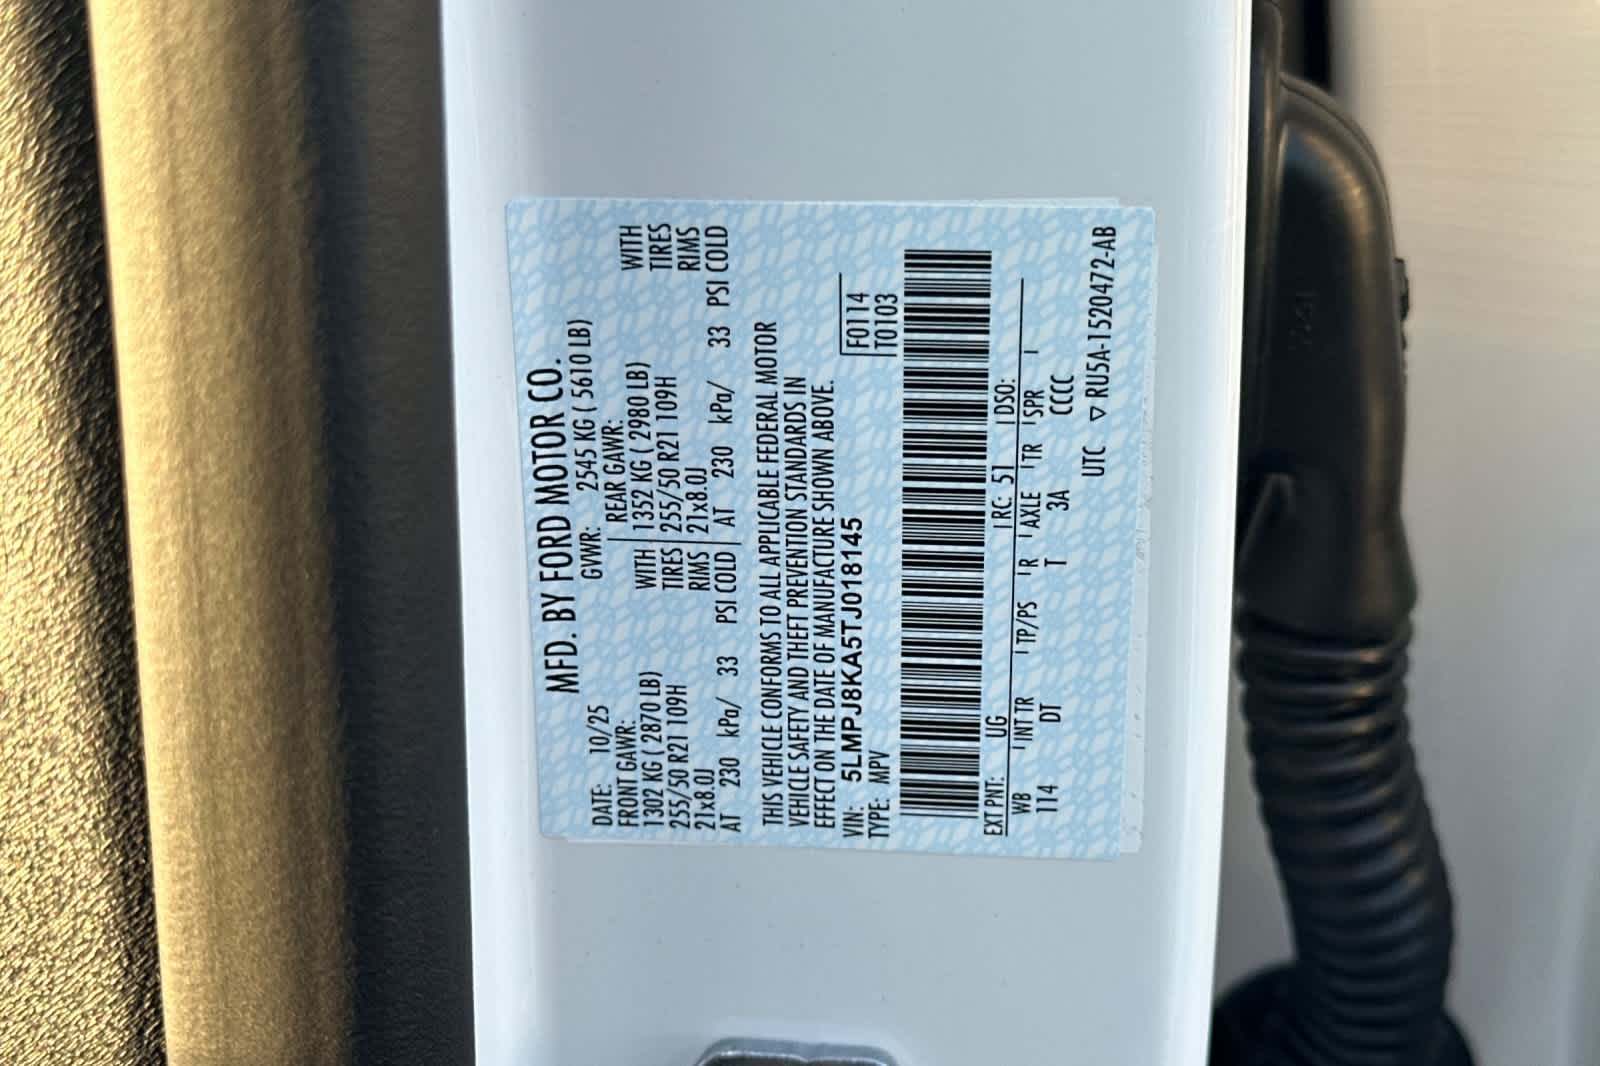 MFD. BY FORD MOTOR CO.
DATE: 10/25 GWR: 2545 KG ( 5610 LB)
FRONT GAWR: REAR GAWR:
1302 KG ( 2870 LB) WITH 1352 KG ( 2980 LB) WITH
255/50 R21 109H TIRES 255/50 R21 109H TIRES
21x8.0J RIMS 21x8.0J RIMS
AT 230 kPa/ 33 PSI COLD AT 230 kPa/ 33 PSI COLD
THIS VEHICLE CONFORMS TO ALL APPLICABLE FEDERAL MOTOR
VEHICLE SAFETY AND THEFT PREVENTION STANDARDS IN
EFFECT ON THE DATE OF MANUFACTURE SHOWN ABOVE.
VIN: 5LMPJ8KA5TJ018145 F0114
TYPE: MPV T0103
EXT PNT: UG RC: 51 DSO:
WB INT TR TP/PS R AXLE TR SPR
114 DT T 3A CCCC
UTC ▽ RU5A-1520472-AB